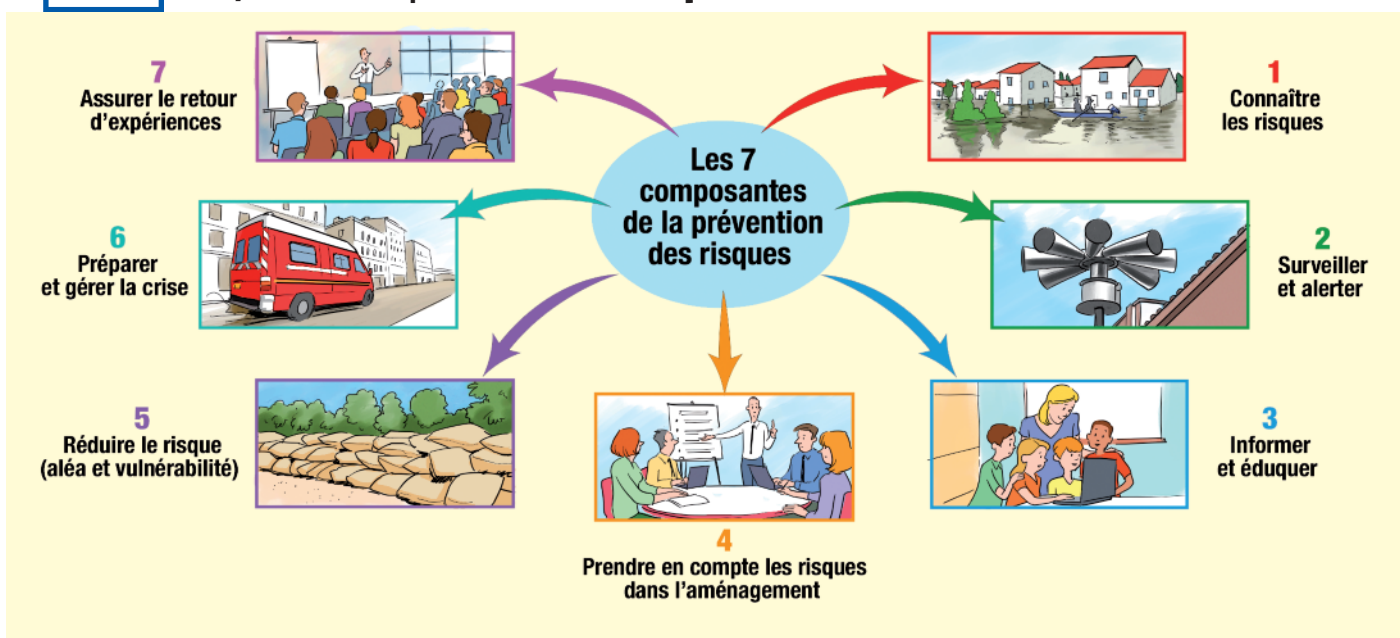 Les 7
composantes
de la prévention
des risques
1
Connaître
les risques
2
Surveiller
et alerter
3
Informer
et éduquer
4
Prendre en compte les risques
dans l'aménagement
5
Réduire le risque
(aléa et vulnérabilité)
6
Préparer
et gérer la crise
7
Assurer le retour
d'expériences